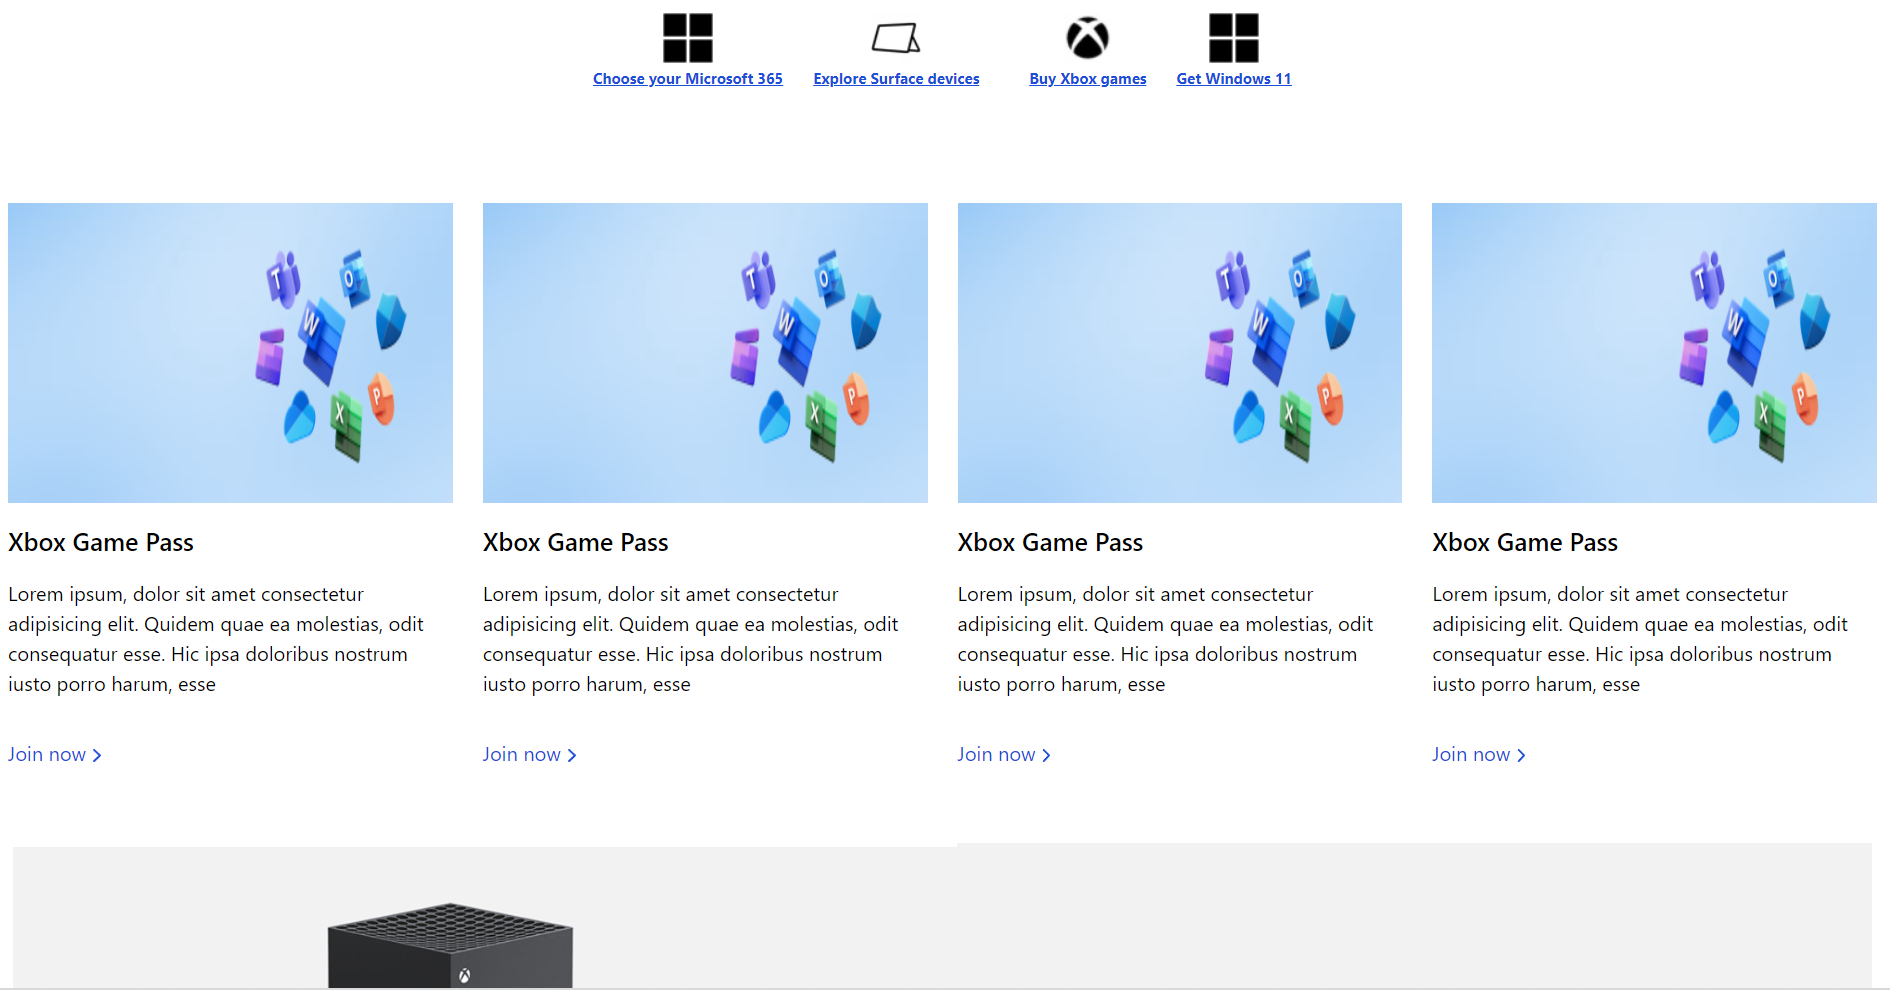 Choose your Microsoft 365
Explore Surface devices
Buy Xbox games
Get Windows 11
T
O
W
X
P
T
O
W
X
P
T
O
W
X
P
T
O
W
X
P
Xbox Game Pass
Lorem ipsum, dolor sit amet consectetur
adipisicing elit. Quidem quae ea molestias, odit
consequatur esse. Hic ipsa doloribus nostrum
iusto porro harum, esse
Join now
Xbox Game Pass
Lorem ipsum, dolor sit amet consectetur
adipisicing elit. Quidem quae ea molestias, odit
consequatur esse. Hic ipsa doloribus nostrum
iusto porro harum, esse
Join now
Xbox Game Pass
Lorem ipsum, dolor sit amet consectetur
adipisicing elit. Quidem quae ea molestias, odit
consequatur esse. Hic ipsa doloribus nostrum
iusto porro harum, esse
Join now
Xbox Game Pass
Lorem ipsum, dolor sit amet consectetur
adipisicing elit. Quidem quae ea molestias, odit
consequatur esse. Hic ipsa doloribus nostrum
iusto porro harum, esse
Join now